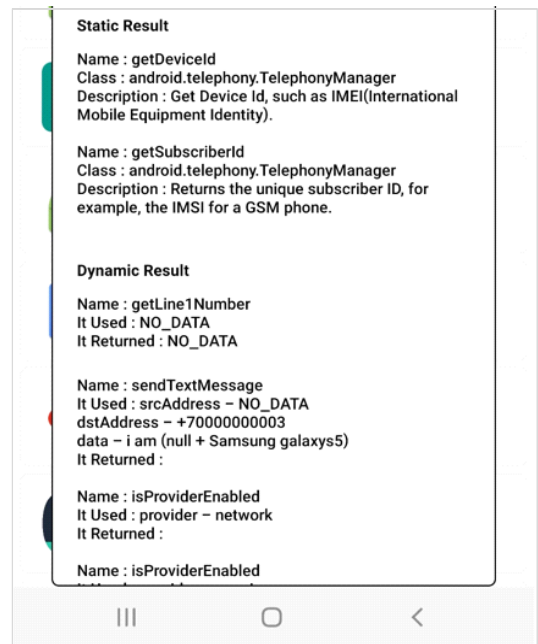 Static Result
Name : getDeviceId
Class : android.telephony.TelephonyManager
Description : Get Device Id, such as IMEI(International
Mobile Equipment Identity).
Name : getSubscriberId
Class : android.telephony.TelephonyManager
Description : Returns the unique subscriber ID, for
example, the IMSI for a GSM phone.
Dynamic Result
Name : getLine1Number
It Used : NO_DATA
It Returned : NO_DATA
Name : sendTextMessage
It Used : srcAddress – NO_DATA
dstAddress – +70000000003
data – i am (null + Samsung galaxys5)
It Returned :
Name : isProviderEnabled
It Used : provider – network
It Returned :
Name : isProviderEnabled